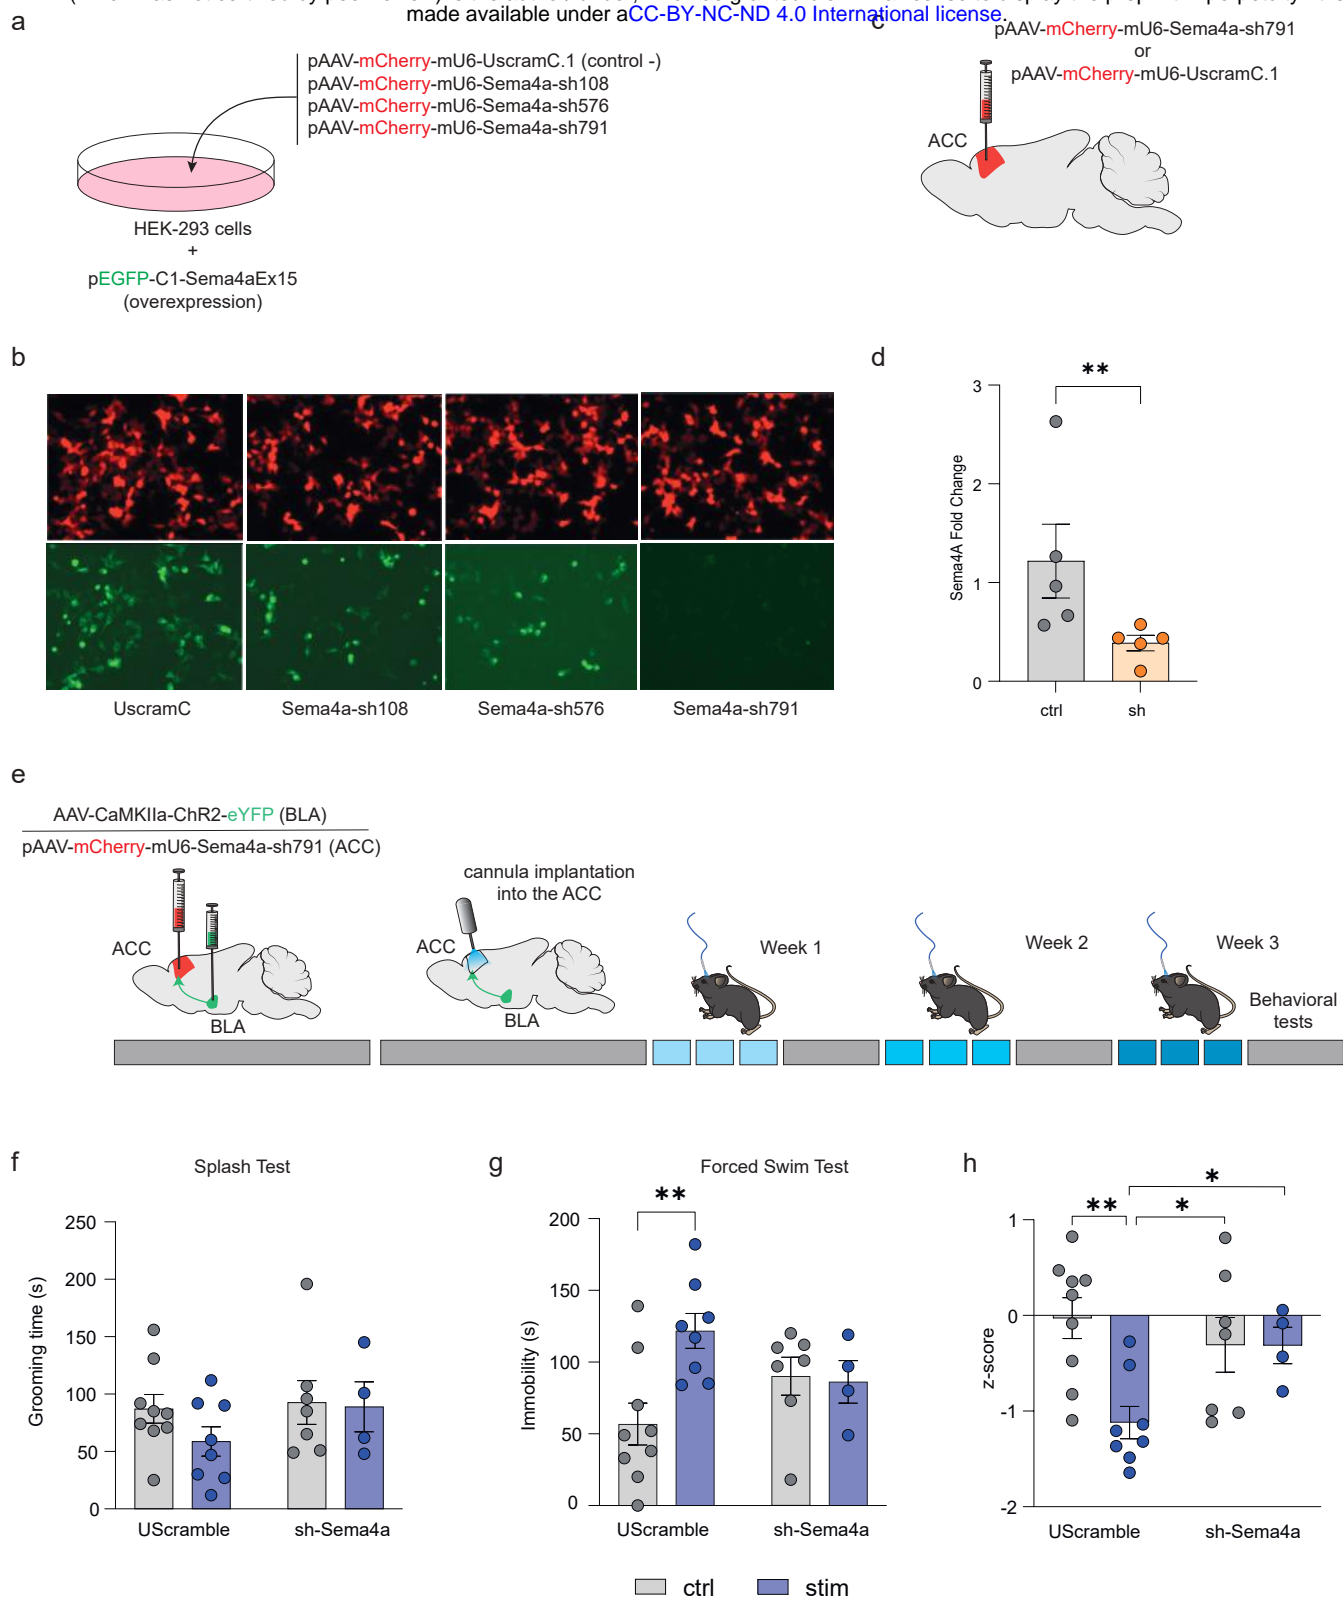 made available under aCC-BY-NC-ND 4.0 International license.
a
pAAV-mCherry-mU6-UscramC.1 (control -)
pAAV-mCherry-mU6-Sema4a-sh108
pAAV-mCherry-mU6-Sema4a-sh576
pAAV-mCherry-mU6-Sema4a-sh791
HEK-293 cells
+
pEGFP-C1-Sema4aEx15
(overexpression)
c
pAAV-mCherry-mU6-Sema4a-sh791
or
pAAV-mCherry-mU6-UscramC.1
ACC
b
UscramC
Sema4a-sh108
Sema4a-sh576
Sema4a-sh791
d
**
Sema4A Fold Change
3
2
1
0
ctrl
sh
e
AAV-CaMKIIa-ChR2-eYFP (BLA)
pAAV-mCherry-mU6-Sema4a-sh791 (ACC)
ACC
BLA
cannula implantation
into the ACC
ACC
BLA
Week 1
Week 2
Week 3
Behavioral
tests
f
Splash Test
Grooming time (s)
250
200
150
100
50
0
UScramble
sh-Sema4a
g
Forced Swim Test
**
Immobility (s)
200
150
100
50
0
UScramble
sh-Sema4a
h
*
**
*
z-score
1
0
-1
-2
UScramble
sh-Sema4a
ctrl
stim